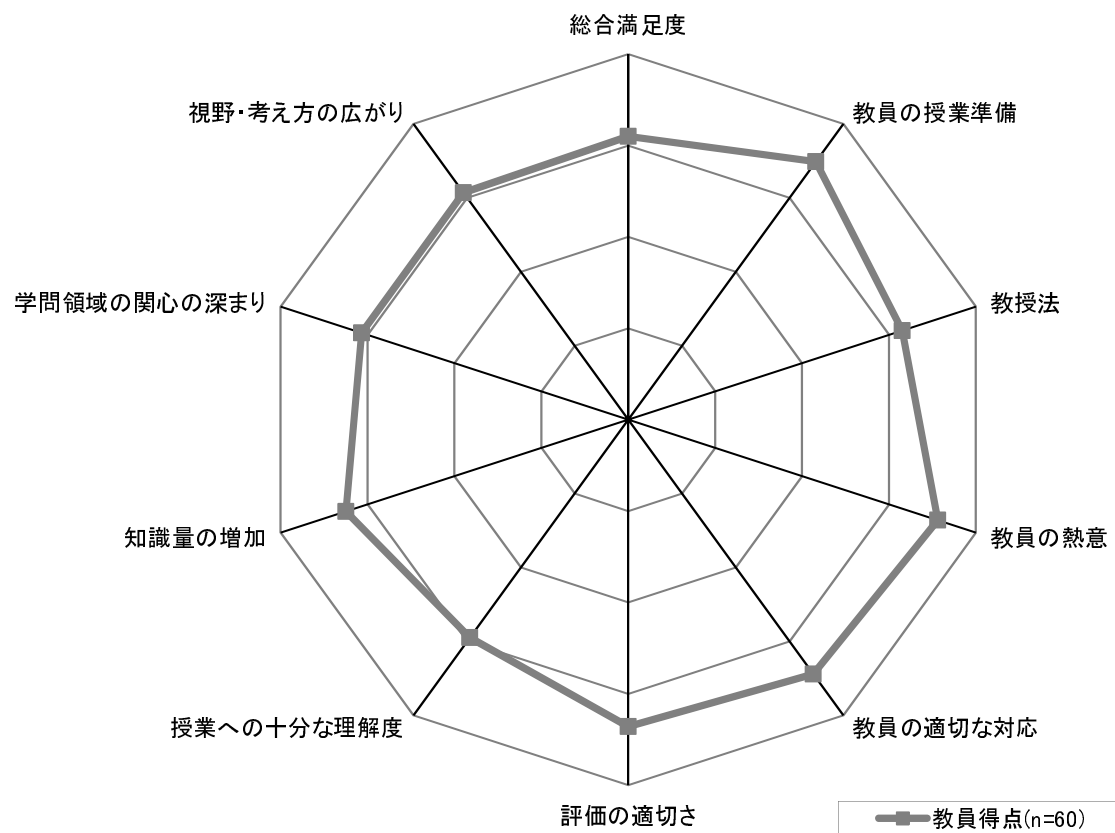 総合満足度
教員の授業準備
教授法
教員の熱意
教員の適切な対応
評価の適切さ
授業への十分な理解度
知識量の増加
学問領域の関心の深まり
視野・考え方の広がり
教員得点(n=60)